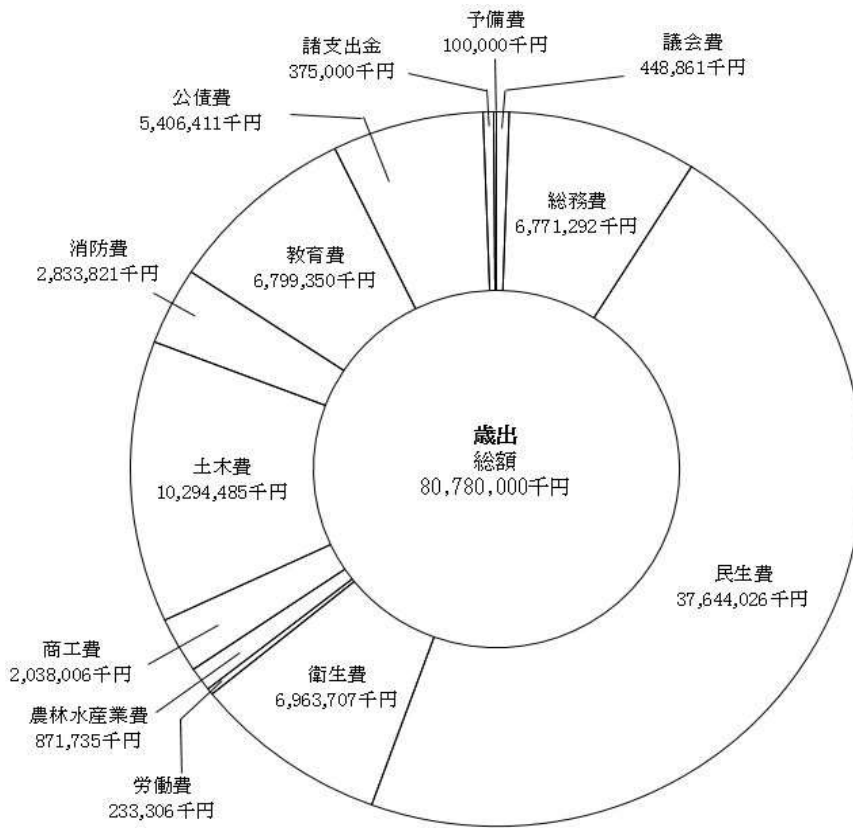 予備費
100,000千円
議会費
448,861千円
諸支出金
375,000千円
公債費
5,406,411千円
総務費
6,771,292千円
教育費
6,799,350千円
消防費
2,833,821千円
歳出
総額
80,780,000千円
土木費
10,294,485千円
民生費
37,644,026千円
商工費
2,038,006千円
衛生費
6,963,707千円
農林水産業費
871,735千円
労働費
233,306千円